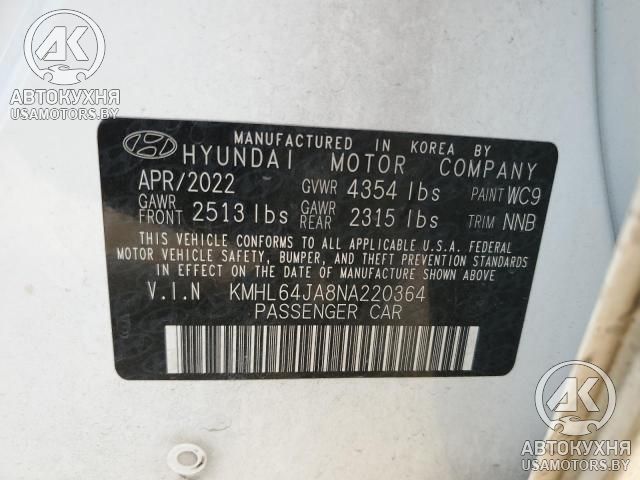 АК
АВТОКУХНЯ
USAMOTORS.BY
MANUFACTURED IN KOREA BY
HYUNDAI MOTOR COMPANY
APR/2022 GVWR 4354 lbs PAINT WC9
GAWR FRONT 2513 lbs GAWR REAR 2315 lbs TRIM NNB
THIS VEHICLE CONFORMS TO ALL APPLICABLE U.S.A. FEDERAL
MOTOR VEHICLE SAFETY, BUMPER, AND THEFT PREVENTION STANDARDS
IN EFFECT ON THE DATE OF MANUFACTURE SHOWN ABOVE
V.I.N KMHL64JA8NA220364
PASSENGER CAR
АК
АВТОКУХНЯ
USAMOTORS.BY